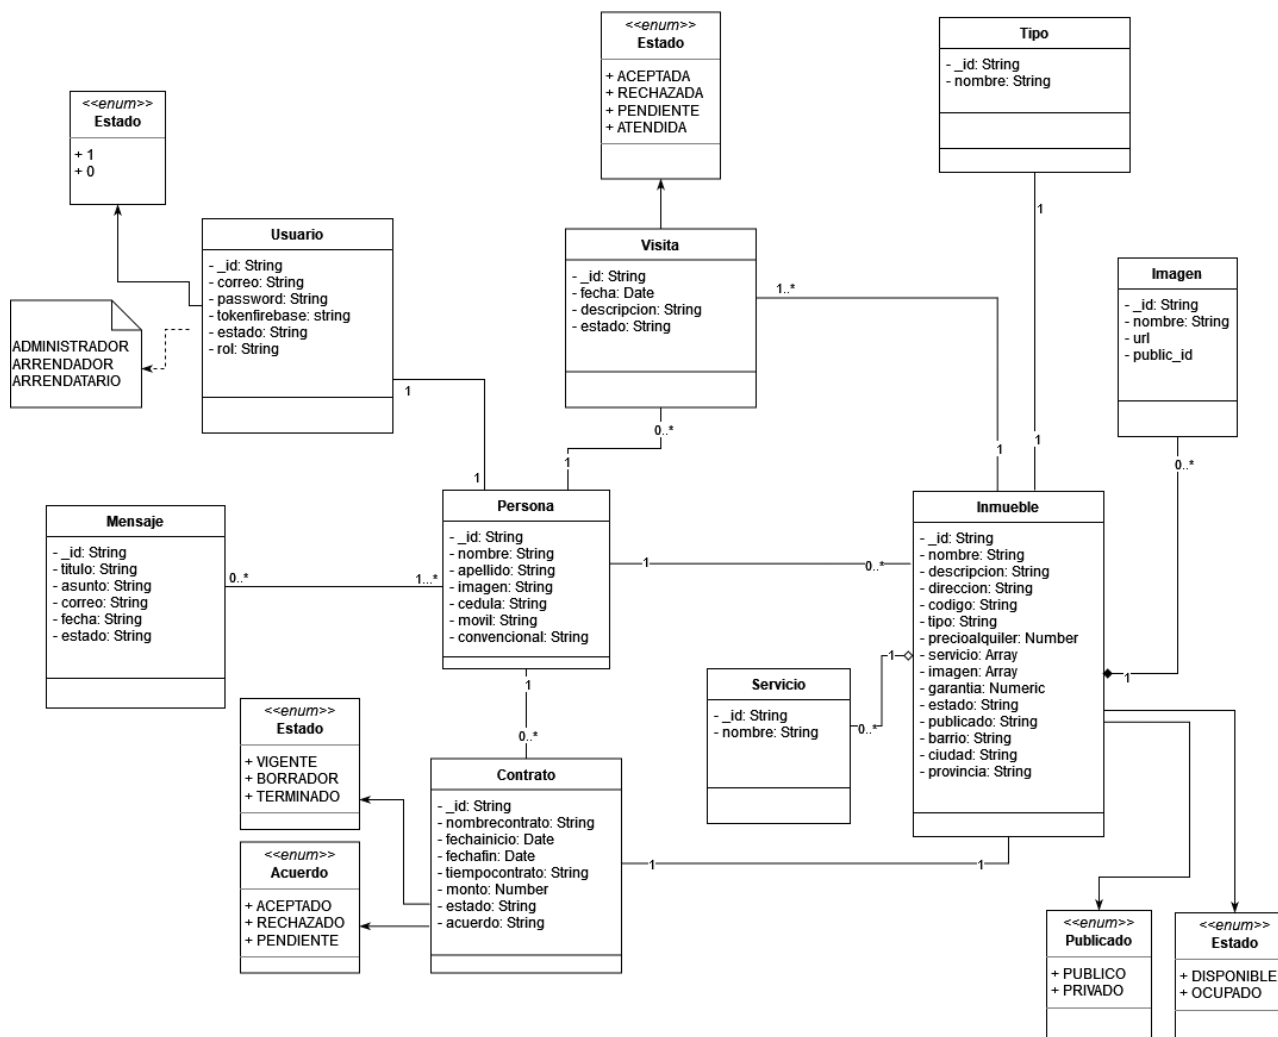 <<enum>>
Estado
+ ACEPTADA
+ RECHAZADA
+ PENDIENTE
+ ATENDIDA
Tipo
- _id: String
- nombre: String
<<enum>>
Estado
+ 1
+ 0
Usuario
- _id: String
- correo: String
- password: String
- tokenfirebase: string
- estado: String
- rol: String
ADMINISTRADOR
ARRENDADOR
ARRENDATARIO
Visita
- _id: String
- fecha: Date
- descripcion: String
- estado: String
Imagen
- _id: String
- nombre: String
- url
- public_id
1
1..*
1
0..*
1
1
1
1
0..*
Mensaje
- _id: String
- titulo: String
- asunto: String
- correo: String
- fecha: String
- estado: String
0..*
1...*
Persona
- _id: String
- nombre: String
- apellido: String
- imagen: String
- cedula: String
- movil: String
- convencional: String
1
0..*
Inmueble
- _id: String
- nombre: String
- descripcion: String
- direccion: String
- codigo: String
- tipo: String
- precioalquiler: Number
- servicio: Array
- imagen: Array
- garantia: Numeric
- estado: String
- publicado: String
- barrio: String
- ciudad: String
- provincia: String
1
1
0..*
1
0..*
Servicio
- _id: String
- nombre: String
<<enum>>
Estado
+ VIGENTE
+ BORRADOR
+ TERMINADO
<<enum>>
Acuerdo
+ ACEPTADO
+ RECHAZADO
+ PENDIENTE
Contrato
- _id: String
- nombrecontrato: String
- fechainicio: Date
- fechafin: Date
- tiempocontrato: String
- monto: Number
- estado: String
- acuerdo: String
1
1
<<enum>>
Publicado
+ PUBLICO
+ PRIVADO
<<enum>>
Estado
+ DISPONIBLE
+ OCUPADO